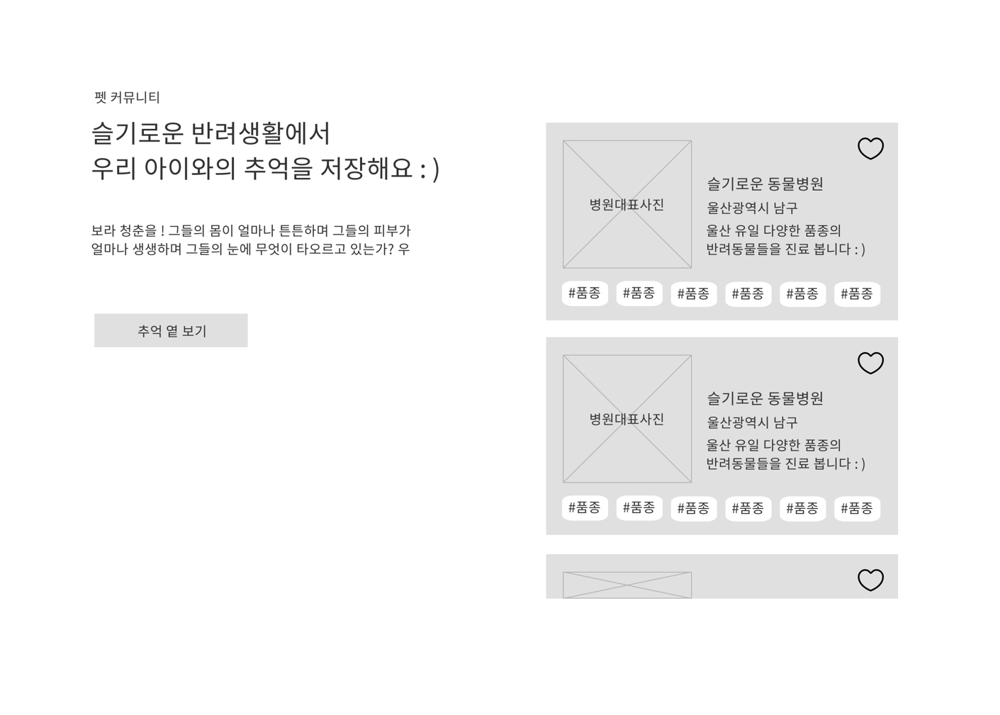 펫 커뮤니티
슬기로운 반려생활에서
우리 아이와의 추억을 저장해요 : )
보라 청춘을 ! 그들의 몸이 얼마나 튼튼하며 그들의 피부가
얼마나 생생하며 그들의 눈에 무엇이 타오르고 있는가? 우
추억 옅 보기
병원대표사진
슬기로운 동물병원
울산광역시 남구
울산 유일 다양한 품종의
반려동물들을 진료 봅니다 : )
#품종 #품종 #품종 #품종 #품종 #품종
병원대표사진
슬기로운 동물병원
울산광역시 남구
울산 유일 다양한 품종의
반려동물들을 진료 봅니다 : )
#품종 #품종 #품종 #품종 #품종 #품종